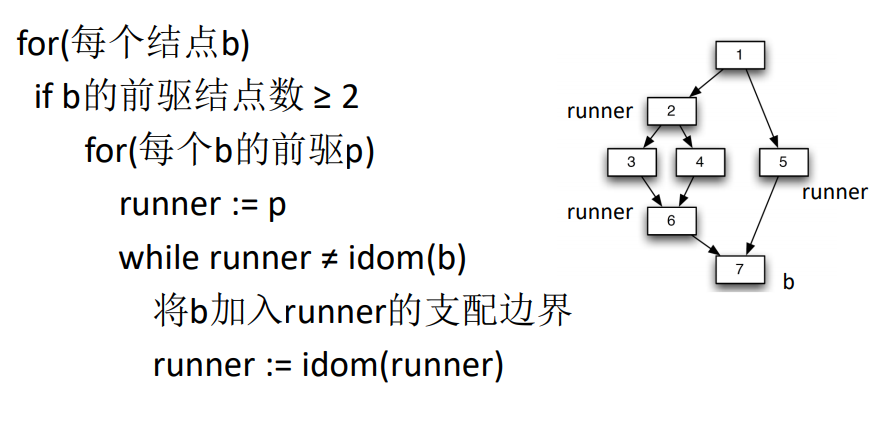 for(每个结点b)
if b的前驱结点数 ≥ 2
for(每个b的前驱p)
runner := p
while runner ≠ idom(b)
将b加入runner的支配边界
runner := idom(runner)
1
runner
2
3
4
5
runner
runner
6
7
b